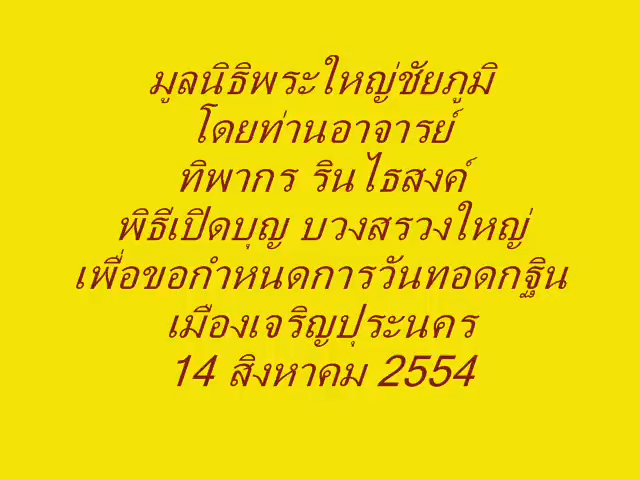 มูลนิธิพระใหญ่ชัยภูมิ
โดยท่านอาจารย์
ทิพากร รินไธสงค์
พิธีเปิดบุญ บวงสรวงใหญ่
เพื่อขอกำหนดการวันทอดกฐิน
เมืองเจริญปุระนคร
14 สิงหาคม 2554